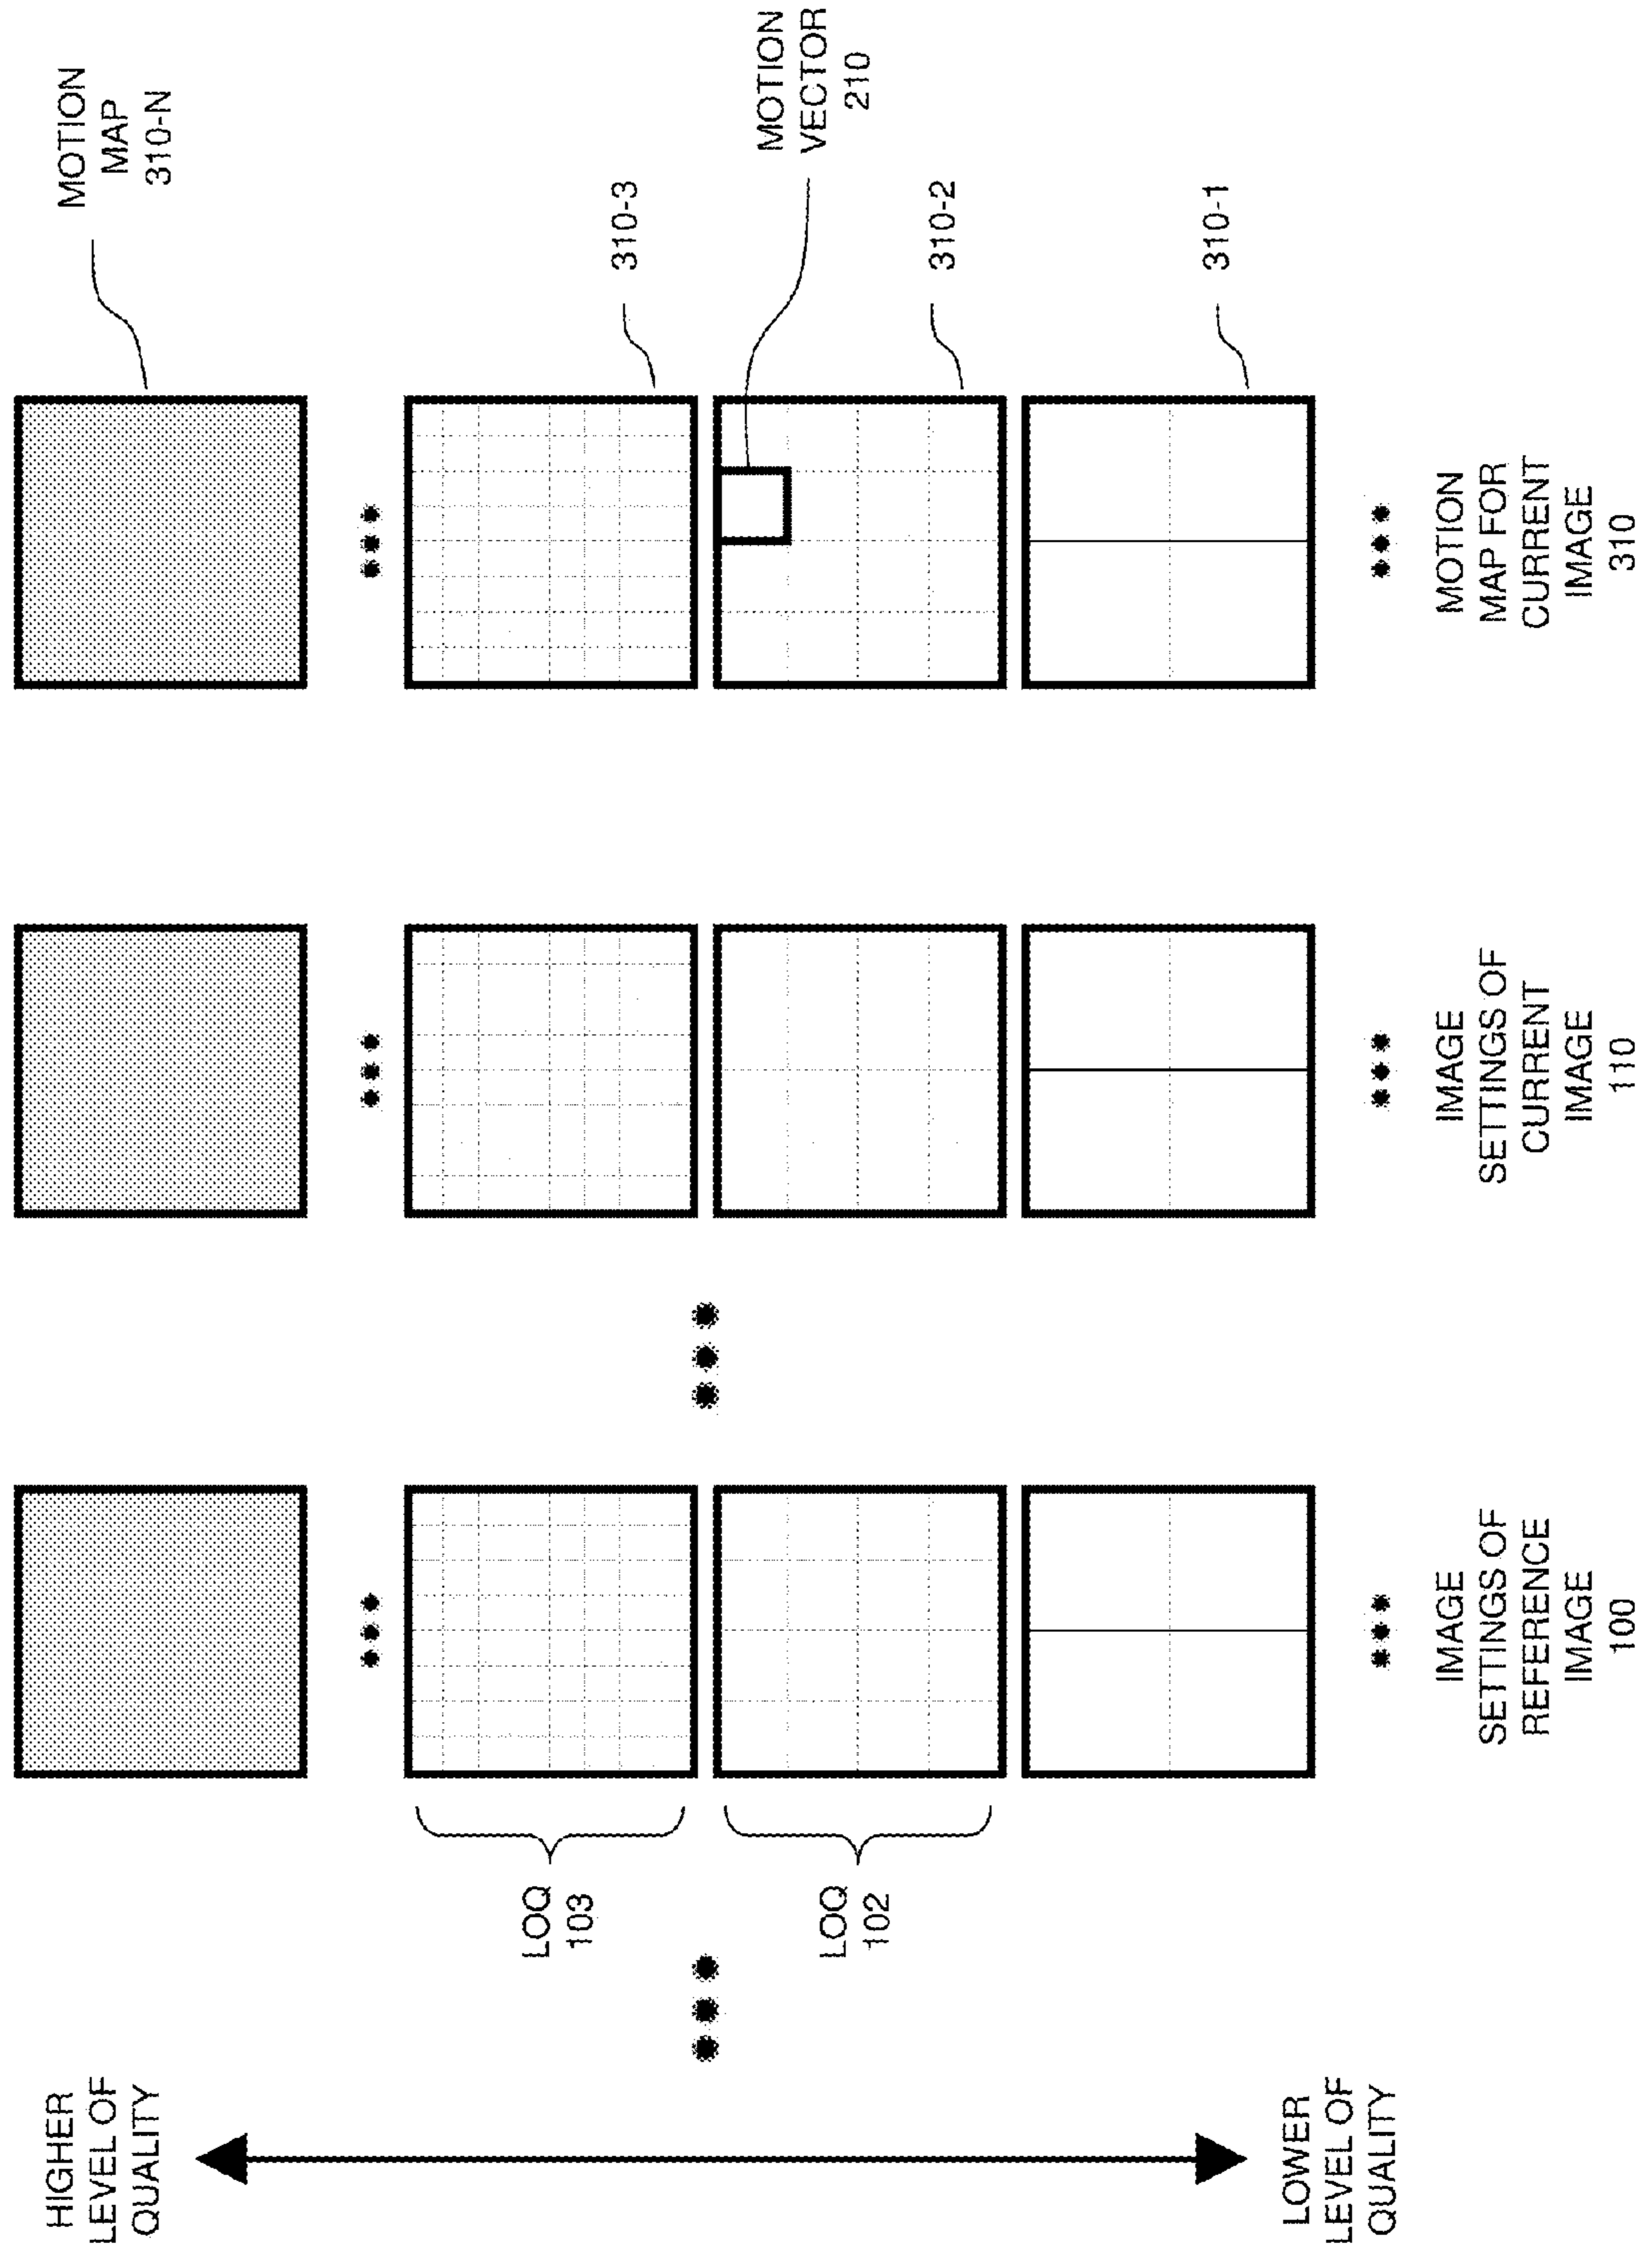 HIGHER
LEVEL OF
QUALITY
LOWER
LEVEL OF
QUALITY
LOQ
103
LOQ
102
IMAGE
SETTINGS OF
REFERENCE
IMAGE
100
IMAGE
SETTINGS OF
CURRENT
IMAGE
110
MOTION
MAP FOR
CURRENT
IMAGE
310
MOTION
MAP
310-N
310-3
MOTION
VECTOR
210
310-2
310-1